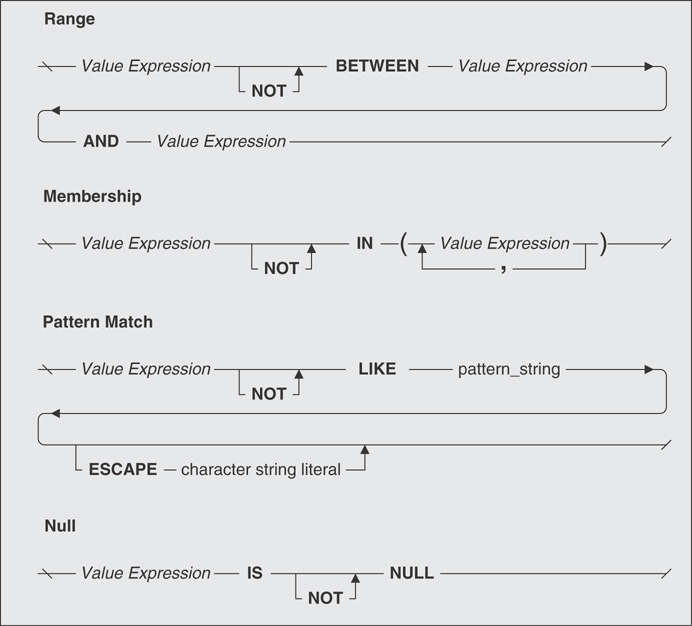 Range
Value Expression BETWEEN Value Expression
NOT
AND Value Expression
Membership
Value Expression IN ( Value Expression )
NOT ,
Pattern Match
Value Expression LIKE pattern_string
NOT
ESCAPE character string literal
Null
Value Expression IS NULL
NOT